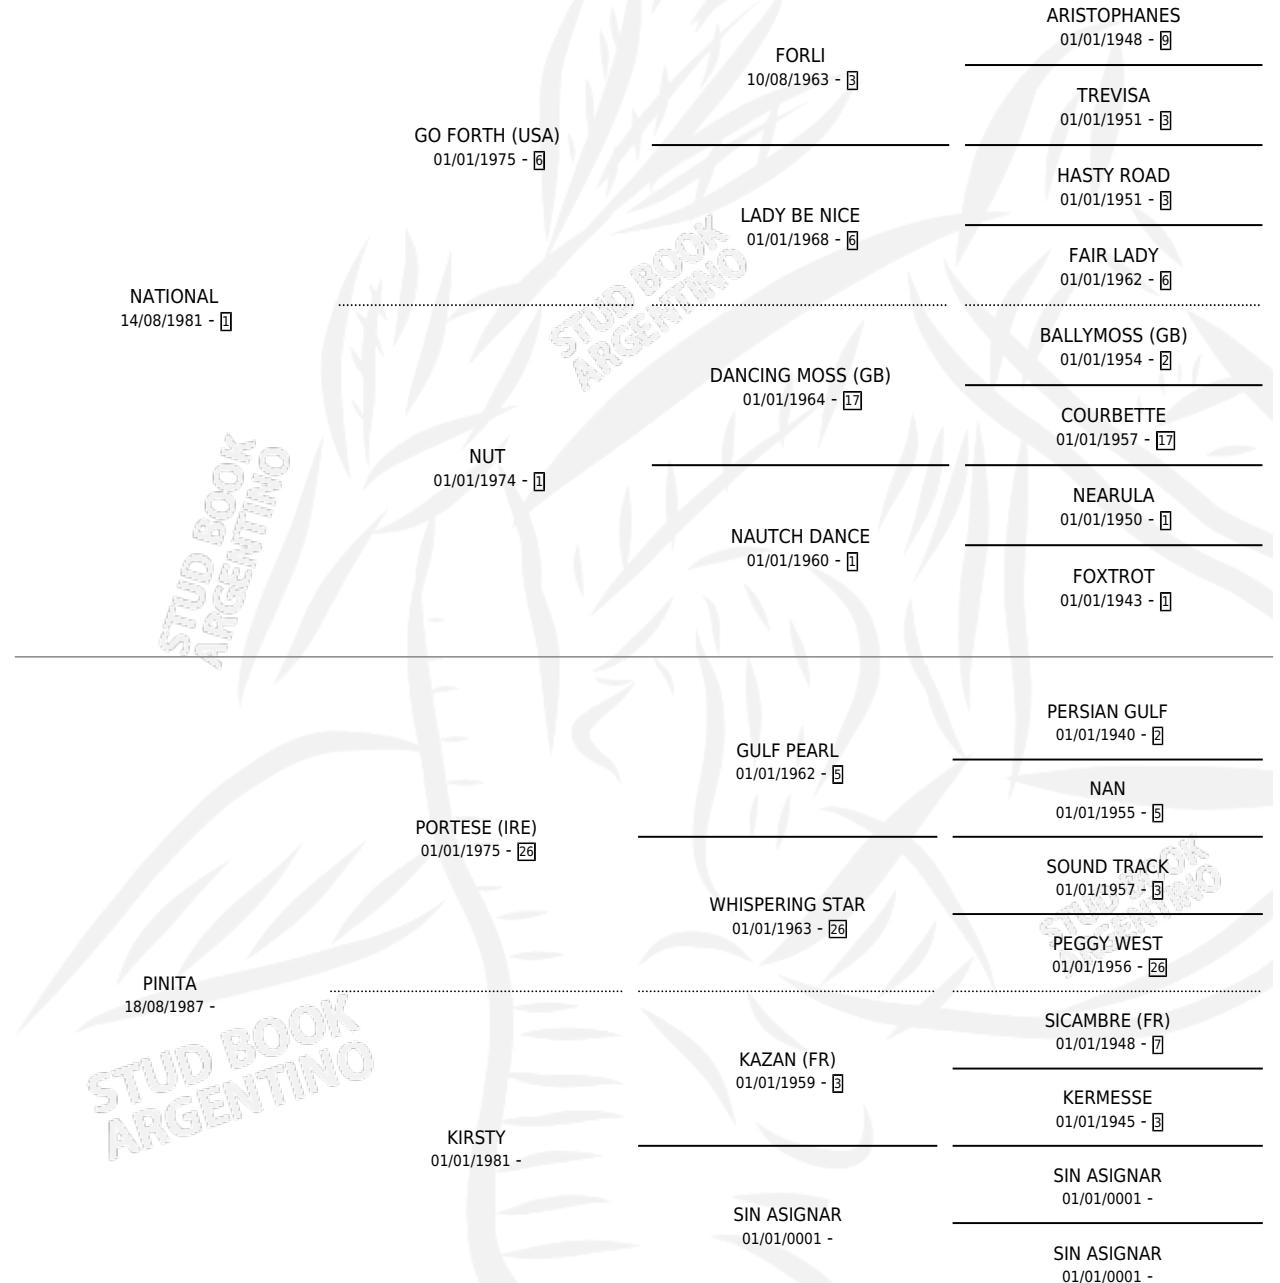 ARISTOPHANES
01/01/1948 - 9
FORLI
10/08/1963 - 3
TREVISA
01/01/1951 - 3
GO FORTH (USA)
01/01/1975 - 6
HASTY ROAD
01/01/1951 - 3
LADY BE NICE
01/01/1968 - 6
FAIR LADY
01/01/1962 - 6
NATIONAL
14/08/1981 - 1
BALLYMOSS (GB)
01/01/1954 - 2
DANCING MOSS (GB)
01/01/1964 - 17
COURBETTE
01/01/1957 - 17
NUT
01/01/1974 - 1
NEARULA
01/01/1950 - 1
NAUTCH DANCE
01/01/1960 - 1
FOXTROT
01/01/1943 - 1
PERSIAN GULF
01/01/1940 - 2
GULF PEARL
01/01/1962 - 5
NAN
01/01/1955 - 5
PORTESE (IRE)
01/01/1975 - 26
SOUND TRACK
01/01/1957 - 3
WHISPERING STAR
01/01/1963 - 26
PEGGY WEST
01/01/1956 - 26
PINITA
18/08/1987 -
SICAMBRE (FR)
01/01/1948 - 7
KAZAN (FR)
01/01/1959 - 3
KERMESSE
01/01/1945 - 3
KIRSTY
01/01/1981 -
SIN ASIGNAR
01/01/0001 -
SIN ASIGNAR
01/01/0001 -
SIN ASIGNAR
01/01/0001 -
STUD BOOK
ARGENTINO
STUD BOOK
ARGENTINO
STUD BOOK
ARGENTINO
STUD BOOK
ARGENTINO